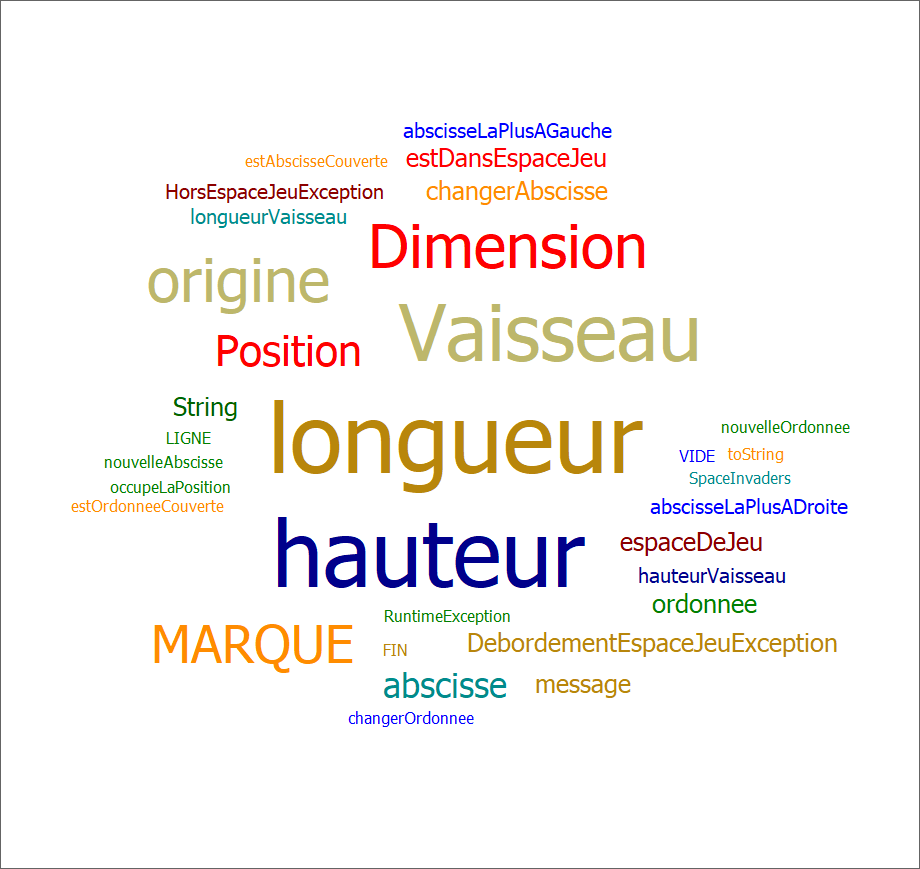 abscisseLaPlusAGauche
estAbscisseCouverte estDansEspaceJeu
HorsEspaceJeuException changerAbscisse
longueurVaisseau
Dimension
origine
Vaisseau
Position
String
longueur
nouvelleOrdonnee
LIGNE
VIDE toString
nouvelleAbscisse
SpaceInvaders
occupeLaPosition
estOrdonneeCouverte
abscisseLaPlusADroite
espaceDeJeu
hauteur
hauteurVaisseau
ordonnee
RuntimeException
MARQUE
FIN
DebordementEspaceJeuException
abscisse message
changerOrdonnee